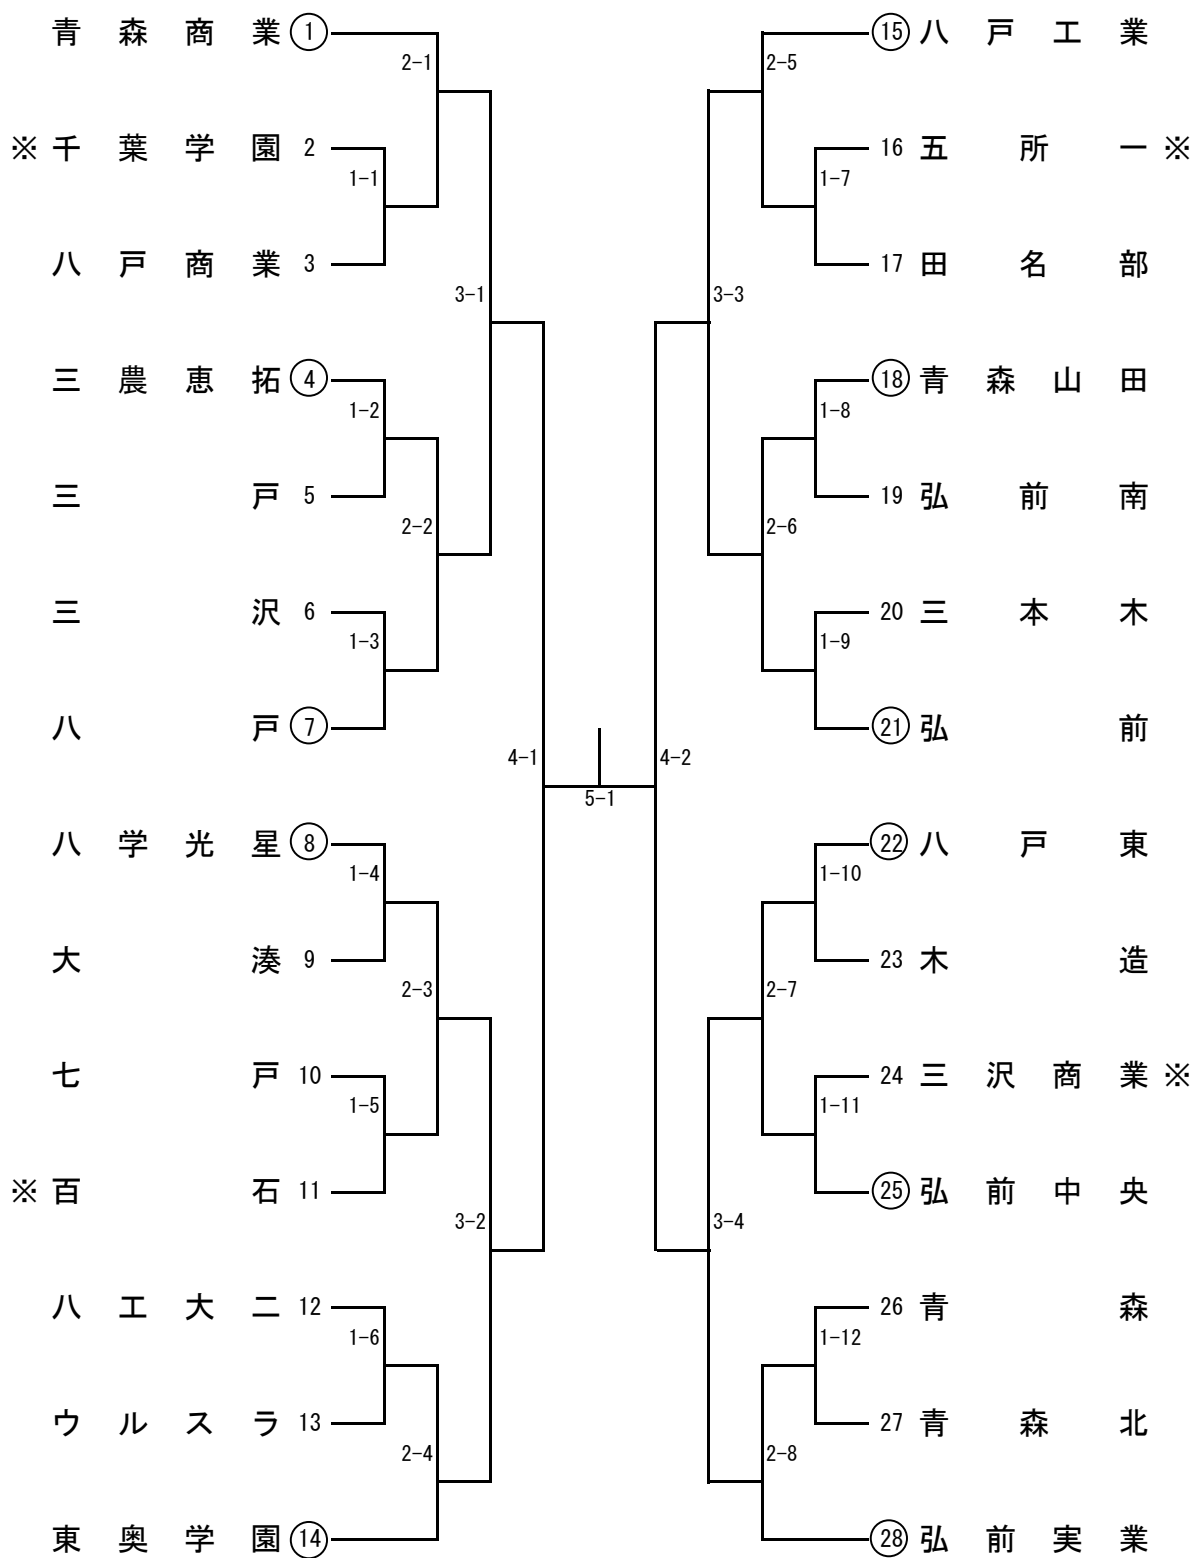 青森商業 ①
2-1
※ 千葉学園 2
1-1
八戸商業 3
3-1
三農恵拓 ④
1-2
三戸 5
2-2
三沢 6
1-3
八戸 ⑦
4-1
八学光星 ⑧
1-4
大湊 9
2-3
七戸 10
1-5
※ 百石 11
3-2
八工大二 12
1-6
ウルスラ 13
2-4
東奥学園 ⑭
5-1
⑮ 八戸工業
2-5
16 五所一 ※
1-7
17 田名部
3-3
⑱ 青森山田
1-8
19 弘前南
2-6
20 三本木
1-9
㉑ 弘前
4-2
㉒ 八戸東
1-10
23 木造
2-7
24 三沢商業 ※
1-11
㉕ 弘前中央
3-4
26 青森
1-12
27 青森北
2-8
㉘ 弘前実業